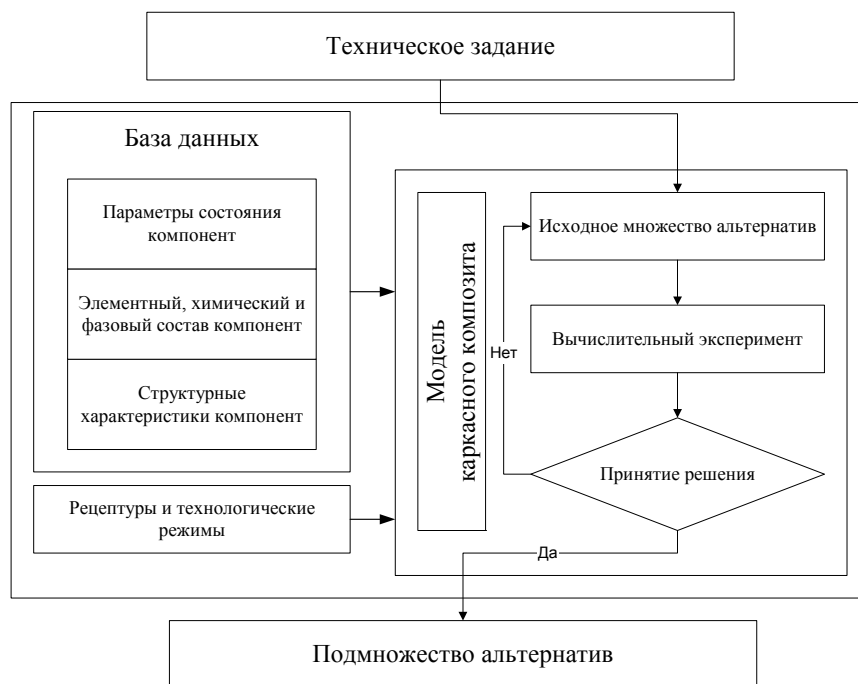 Техническое задание
База данных
Параметры состояния
компонент
Элементный, химический и
фазовый состав компонент
Структурные
характеристики компонент
Рецептуры и технологические
режимы
Модель
каркасного композита
Исходное множество альтернатив
Вычислительный эксперимент
Нет
Принятие решения
Да
Подмножество альтернатив